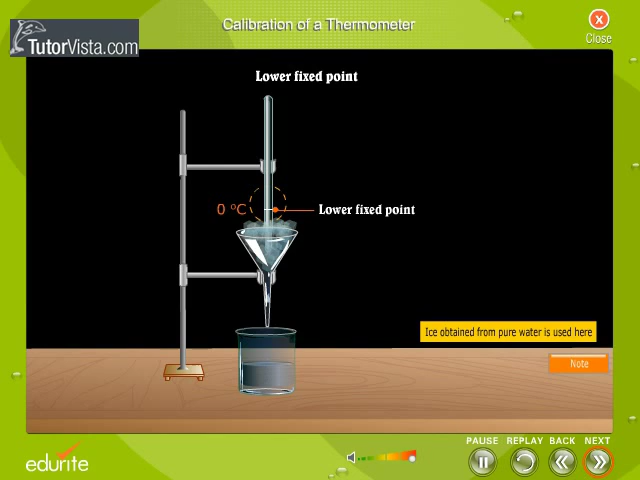 Calibration of a Thermometer
X
Close
TutorVista.com
Lower fixed point
0 °C
Lower fixed point
Ice obtained from pure water is used here
Note
PAUSE REPLAY BACK NEXT
edurite